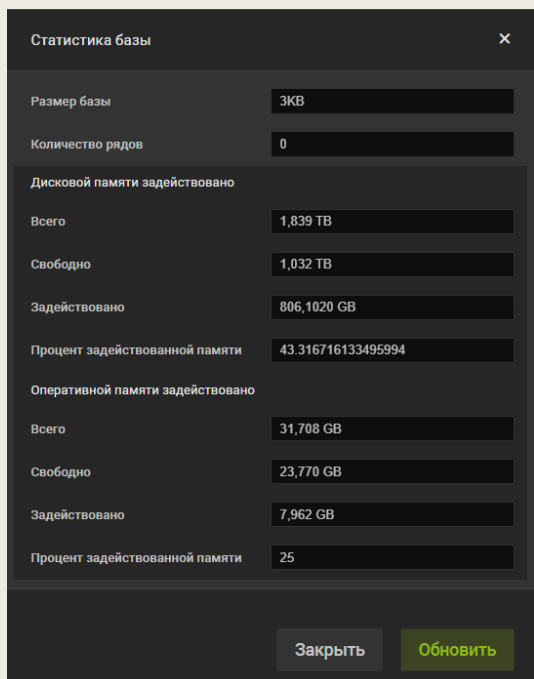 Статистика базы ×
Размер базы 3KB
Количество рядов 0
Дисковой памяти задействовано
Всего 1,839 TB
Свободно 1,032 TB
Задействовано 806,1020 GB
Процент задействованной памяти 43.316716133495994
Оперативной памяти задействовано
Всего 31,708 GB
Свободно 23,770 GB
Задействовано 7,962 GB
Процент задействованной памяти 25
Закрыть Обновить